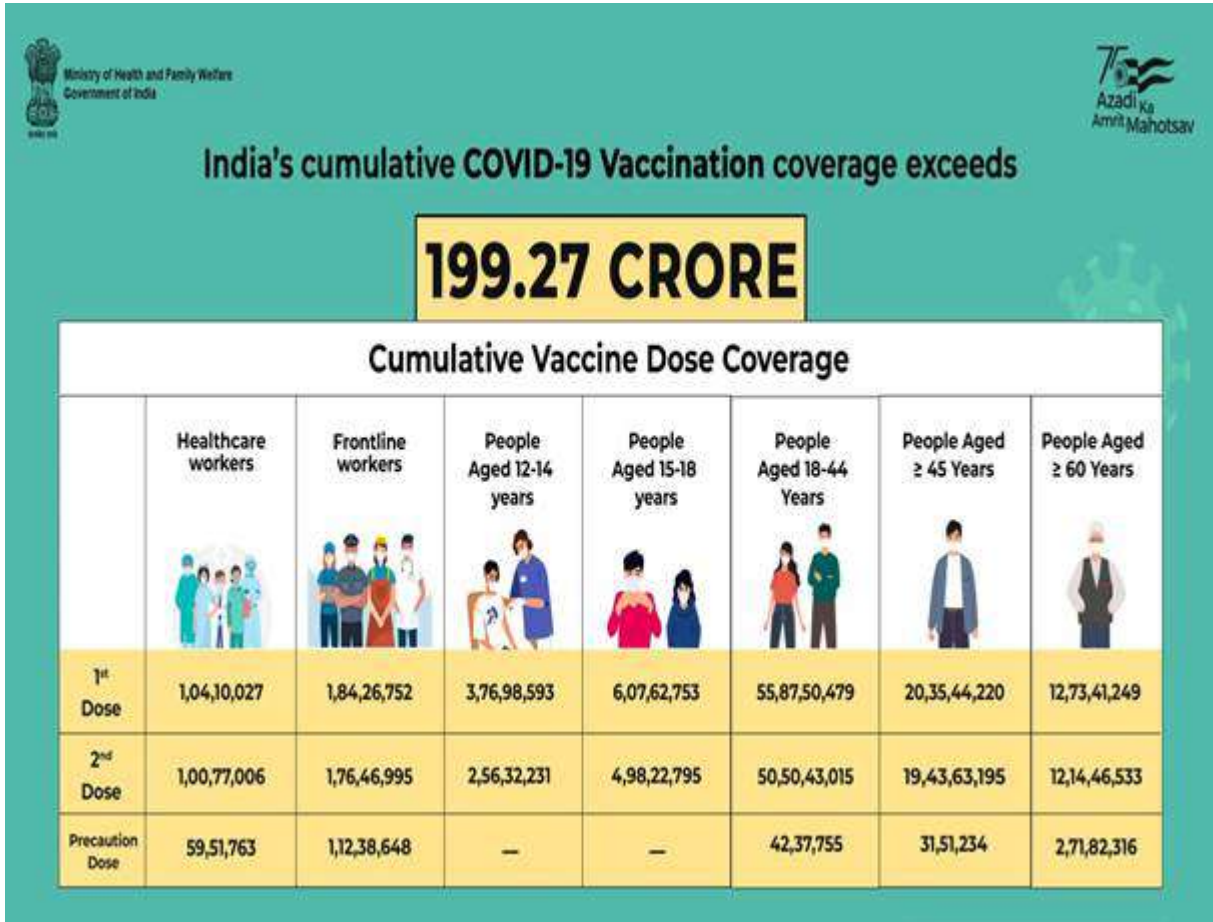 Ministry of Health and Family Welfare
Government of India
75
Azadi Ka
Amrit Mahotsav
India's cumulative COVID-19 Vaccination coverage exceeds
199.27 CRORE
Cumulative Vaccine Dose Coverage
Healthcare workers Frontline workers People Aged 12-14 years People Aged 15-18 years People Aged 18-44 Years People Aged ≥ 45 Years People Aged ≥ 60 Years
1st Dose 1,04,10,027 1,84,26,752 3,76,98,593 6,07,62,753 55,87,50,479 20,35,44,220 12,73,41,249
2nd Dose 1,00,77,006 1,76,46,995 2,56,32,231 4,98,22,795 50,50,43,015 19,43,63,195 12,14,46,533
Precaution Dose 59,51,763 1,12,38,648 — — 42,37,755 31,51,234 2,71,82,316